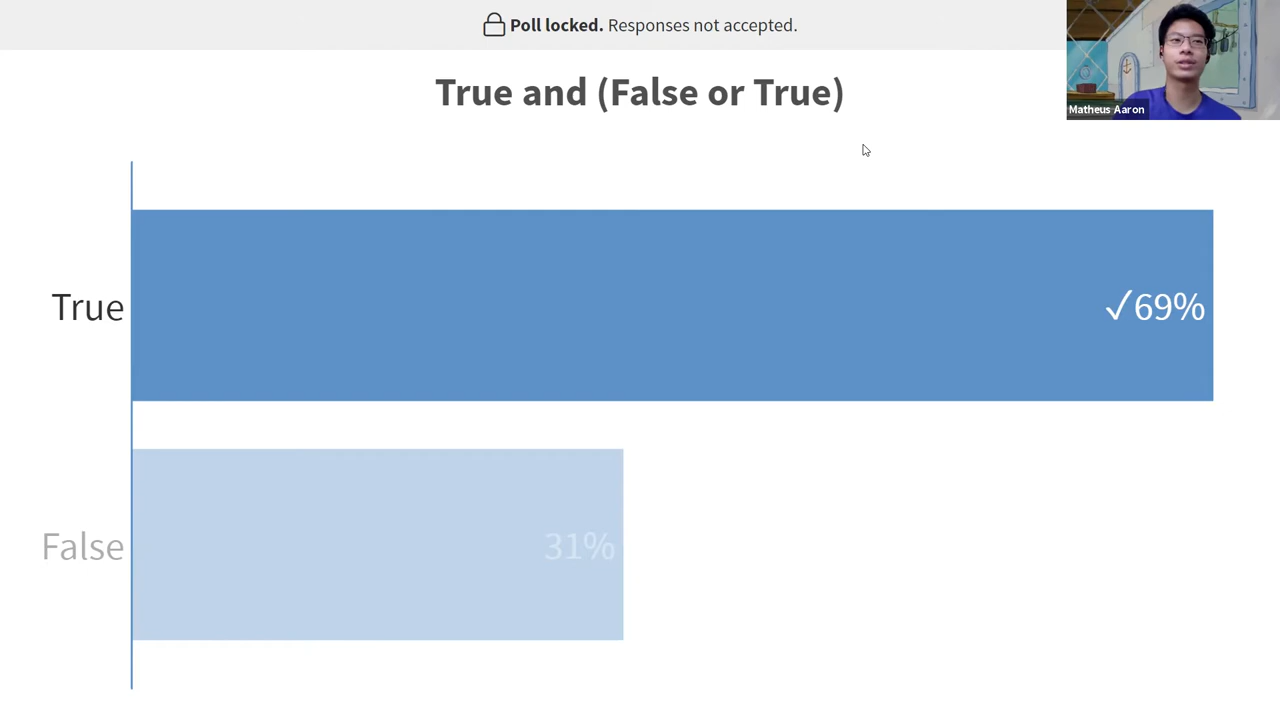 Poll locked. Responses not accepted.
True and (False or True)
Matheus Aaron
True
✓69%
False
31%